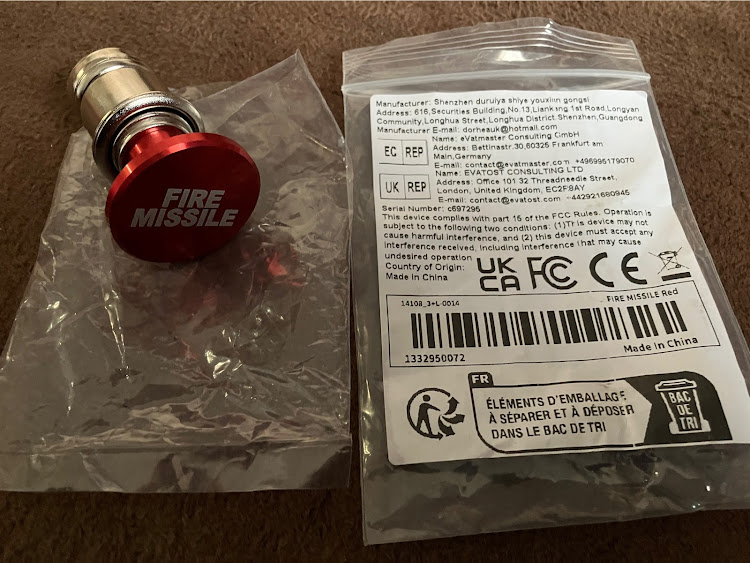 FIRE
MISSILE
Manufacturer: Shenzhen duruiya shiye youxian gongsi
Address: 616,Securities Building,No.13,Liankang 1st Road,Longyan
Community,Longhua Street,Longhua District Shenzhen,Guangdong
Manufacturer E-mail: dorheauk@hotmail.com
EC REP
Name: eVatmaster Consulting GmbH
Address: Bettinastr.30,60325 Frankfurt am
Main,Germany
E-mail: contact@evatmaster.com +496995179070
UK REP
Name: EVATOST CONSULTING LTD
Address: Office 101 32 Threadneedle Street,
London, United Kingdom, EC2F8AY
E-mail: contact@evatost.com +442921680945
Serial Number: c697295
This device complies with part 15 of the FCC Rules. Operation is
subject to the following two conditions: (1)This device may not
cause harmful interference, and (2) this device must accept any
interference received, including interference that may cause
undesired operation
Country of Origin:
Made in China
UK
CA
FC
CE
14108_3+L-0014
FIRE MISSILE Red
1332950072
Made In China
FR
ÉLÉMENTS D'EMBALLAGE
À SÉPARER ET À DÉPOSER
DANS LE BAC DE TRI
BAC
DE
TRI